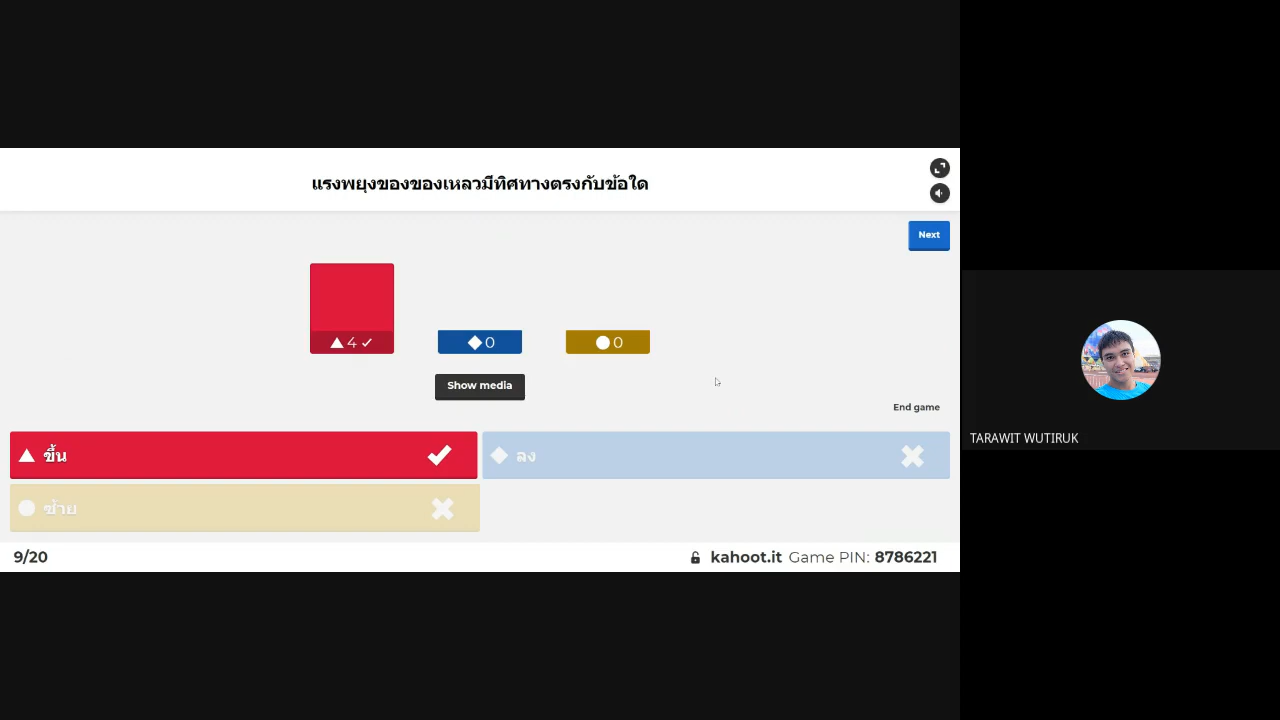 แรงพยุงของของเหลวมีทิศทางตรงกับข้อใด
Next
4
0
0
Show media
End game
ขึ้น
ลง
ซ้าย
9/20
kahoot.it Game PIN: 8786221
TARAWIT WUTIRUK